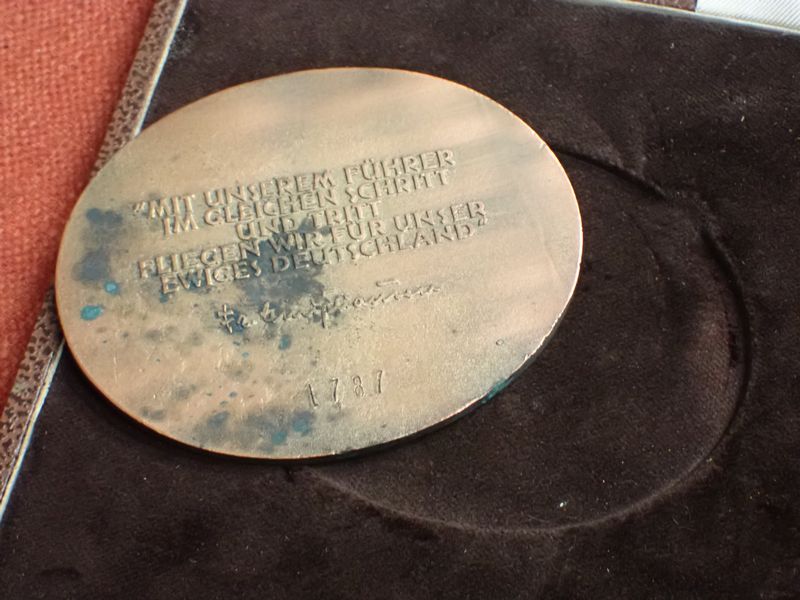 "MIT UNSEREM FÜHRER
IM GLEICHEN SCHRITT
UND TRITT
FLIEGEN WIR FÜR UNSER
EWIGES DEUTSCHLAND"
1787